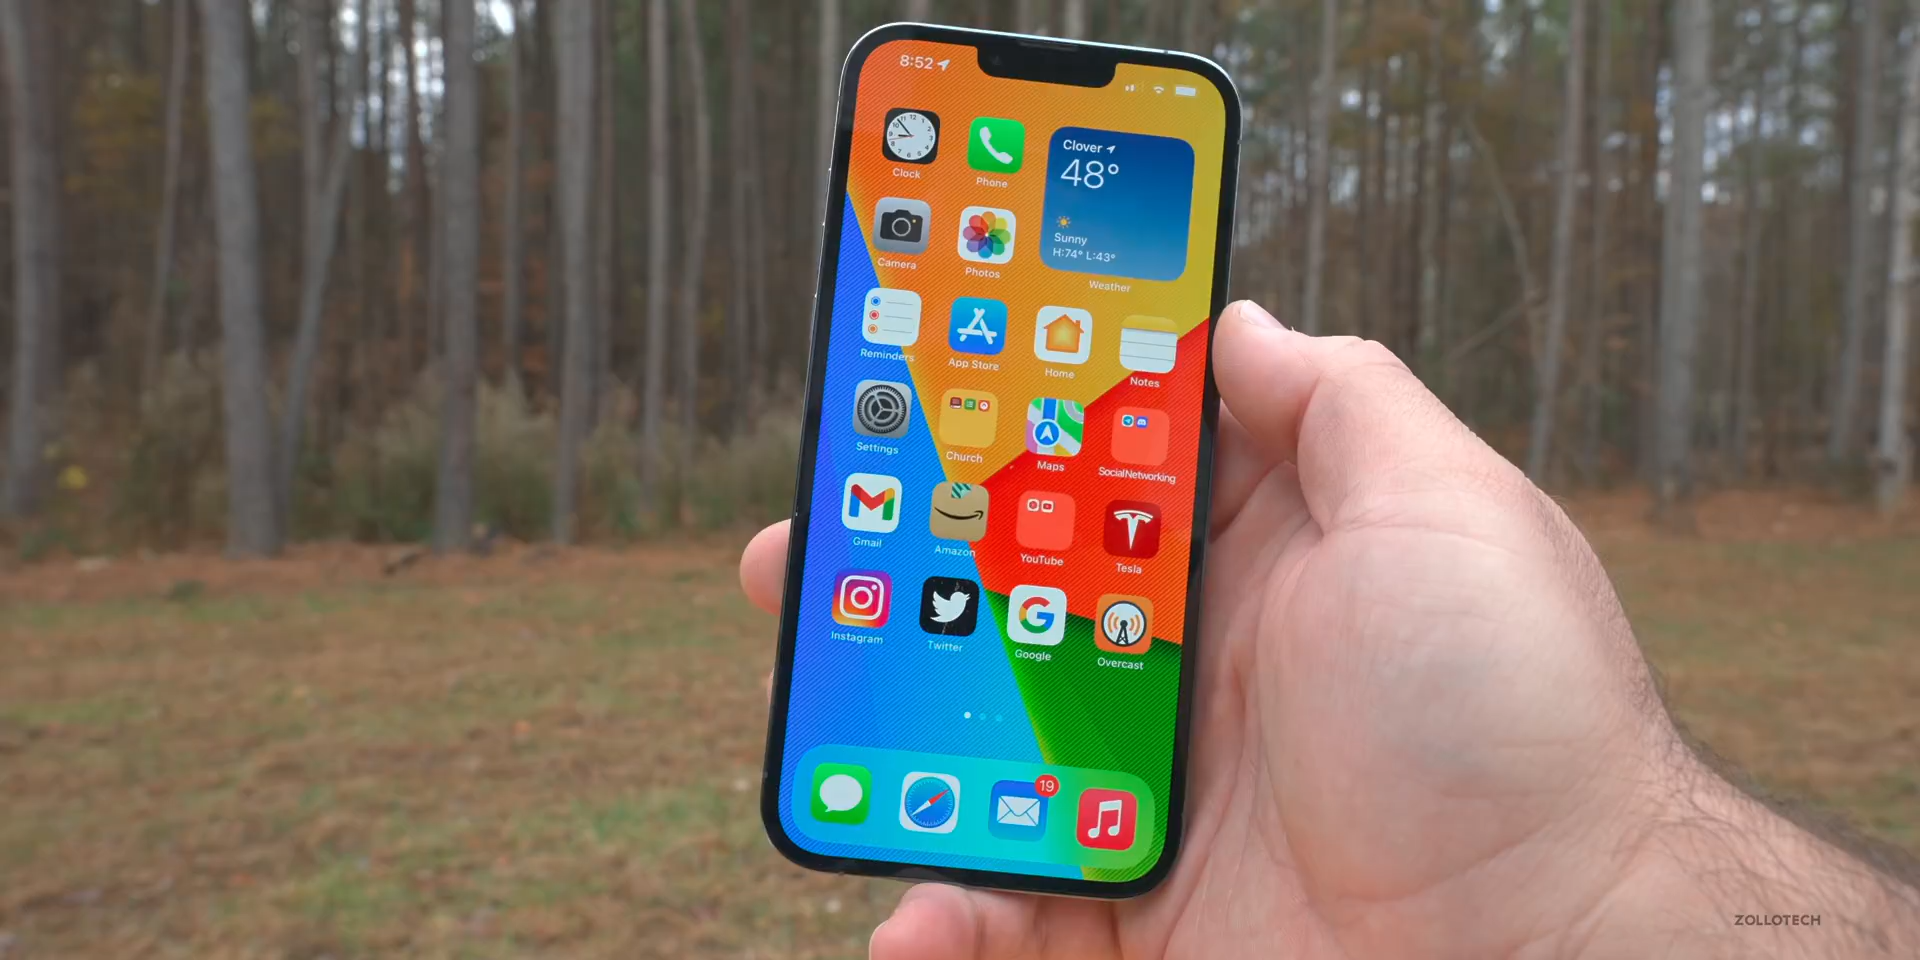 8:52
Clock
Phone
Clover
48°
Sunny
H:74° L:43°
Weather
Camera
Photos
Reminders
App Store
Home
Notes
Settings
Church
Maps
SocialNetworking
Gmail
Amazon
YouTube
Tesla
Instagram
Twitter
Google
Overcast
19
ZOLLOTECH